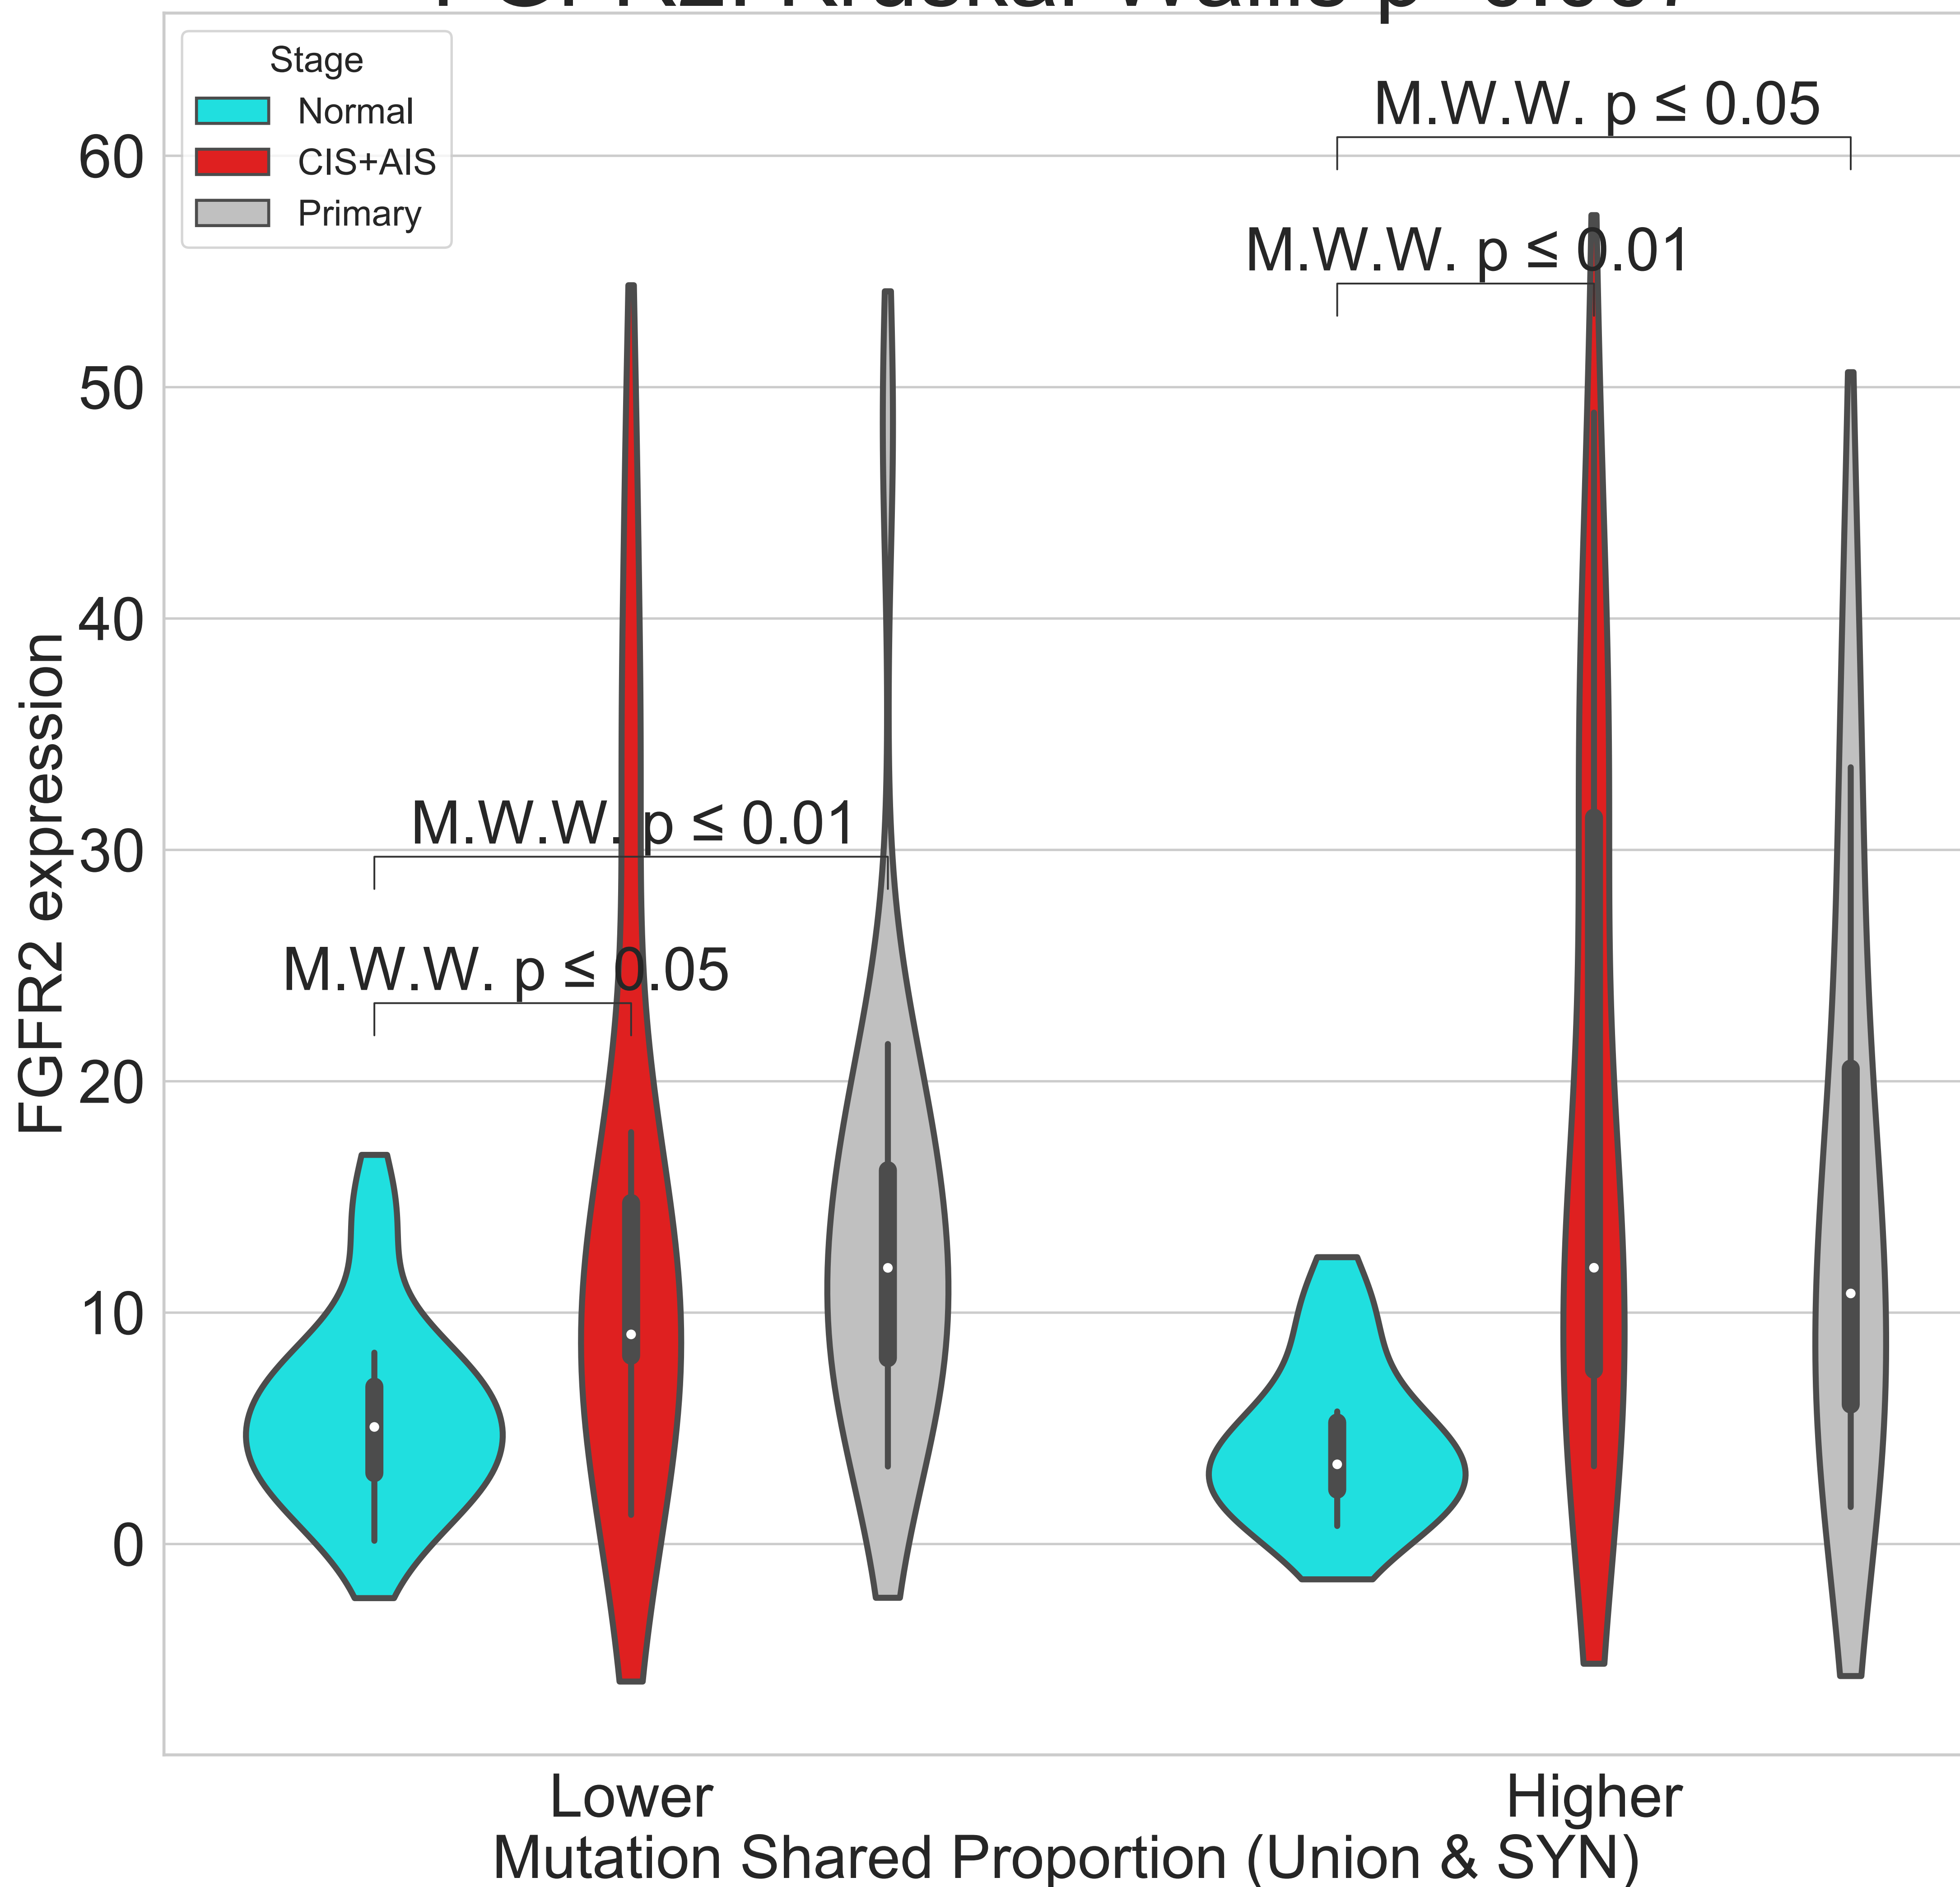 Stage
Normal
CIS+AIS
Primary
M.W.W. p ≤ 0.05
M.W.W. p ≤ 0.01
M.W.W. p ≤ 0.01
M.W.W. p ≤ 0.05
60
50
40
30
20
10
0
FGFR2 expression
Lower
Higher
Mutation Shared Proportion (Union & SYN)